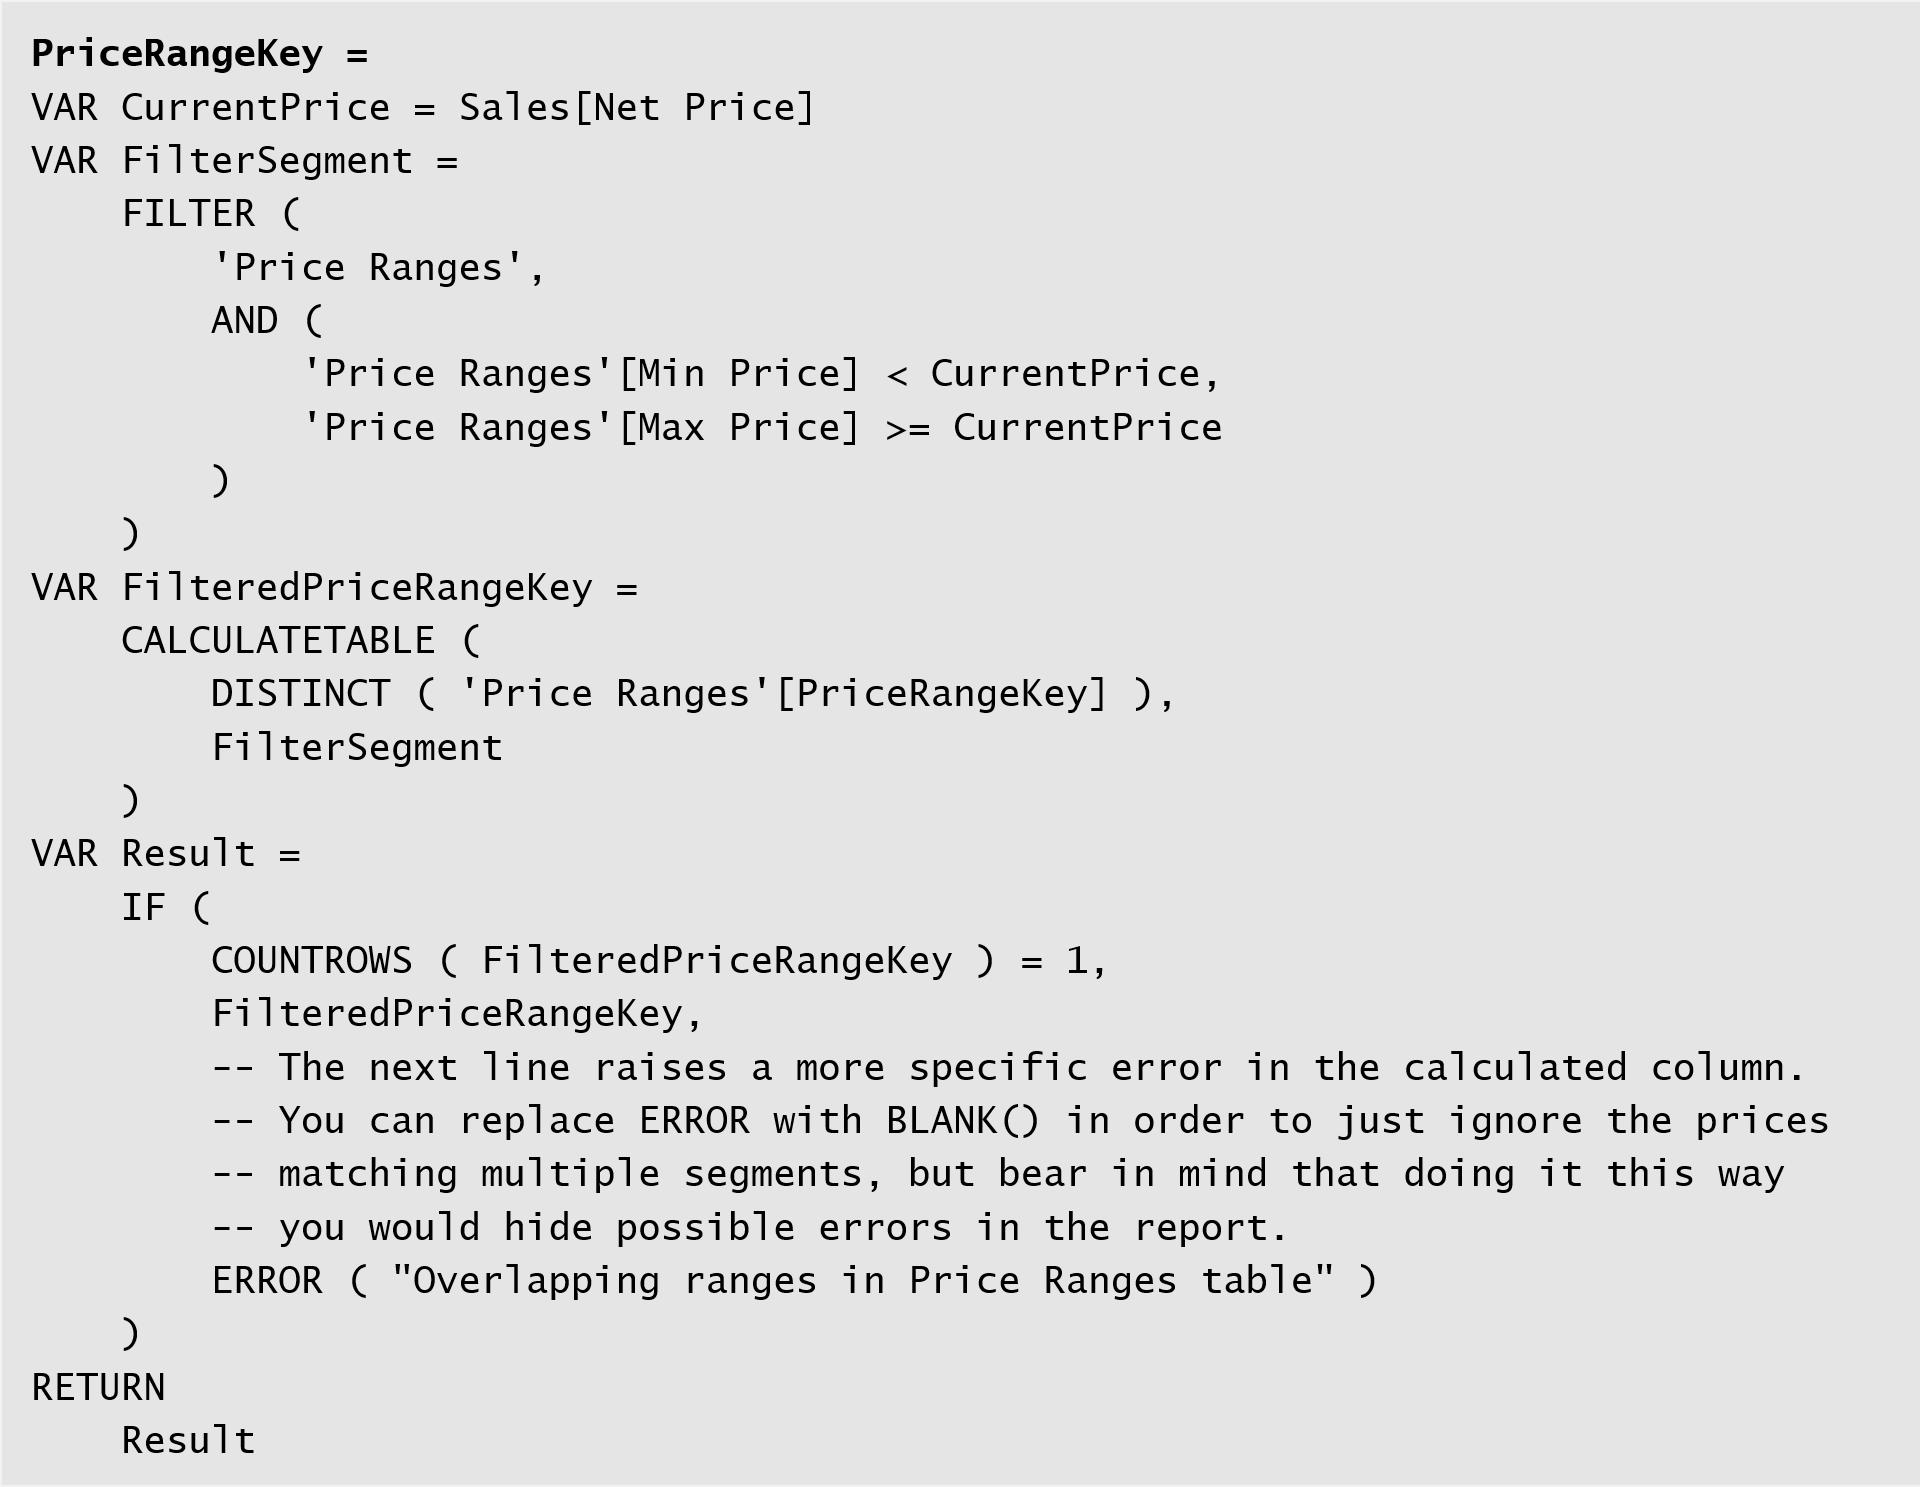 PriceRangeKey =
VAR CurrentPrice = Sales[Net Price]
VAR FilterSegment =
    FILTER (
        'Price Ranges',
        AND (
            'Price Ranges'[Min Price] < CurrentPrice,
            'Price Ranges'[Max Price] >= CurrentPrice
        )
    )
VAR FilteredPriceRangeKey =
    CALCULATETABLE (
        DISTINCT ( 'Price Ranges'[PriceRangeKey] ),
        FilterSegment
    )
VAR Result =
    IF (
        COUNTROWS ( FilteredPriceRangeKey ) = 1,
        FilteredPriceRangeKey,
        -- The next line raises a more specific error in the calculated column.
        -- You can replace ERROR with BLANK() in order to just ignore the prices
        -- matching multiple segments, but bear in mind that doing it this way
        -- you would hide possible errors in the report.
        ERROR ( "Overlapping ranges in Price Ranges table" )
    )
RETURN
    Result